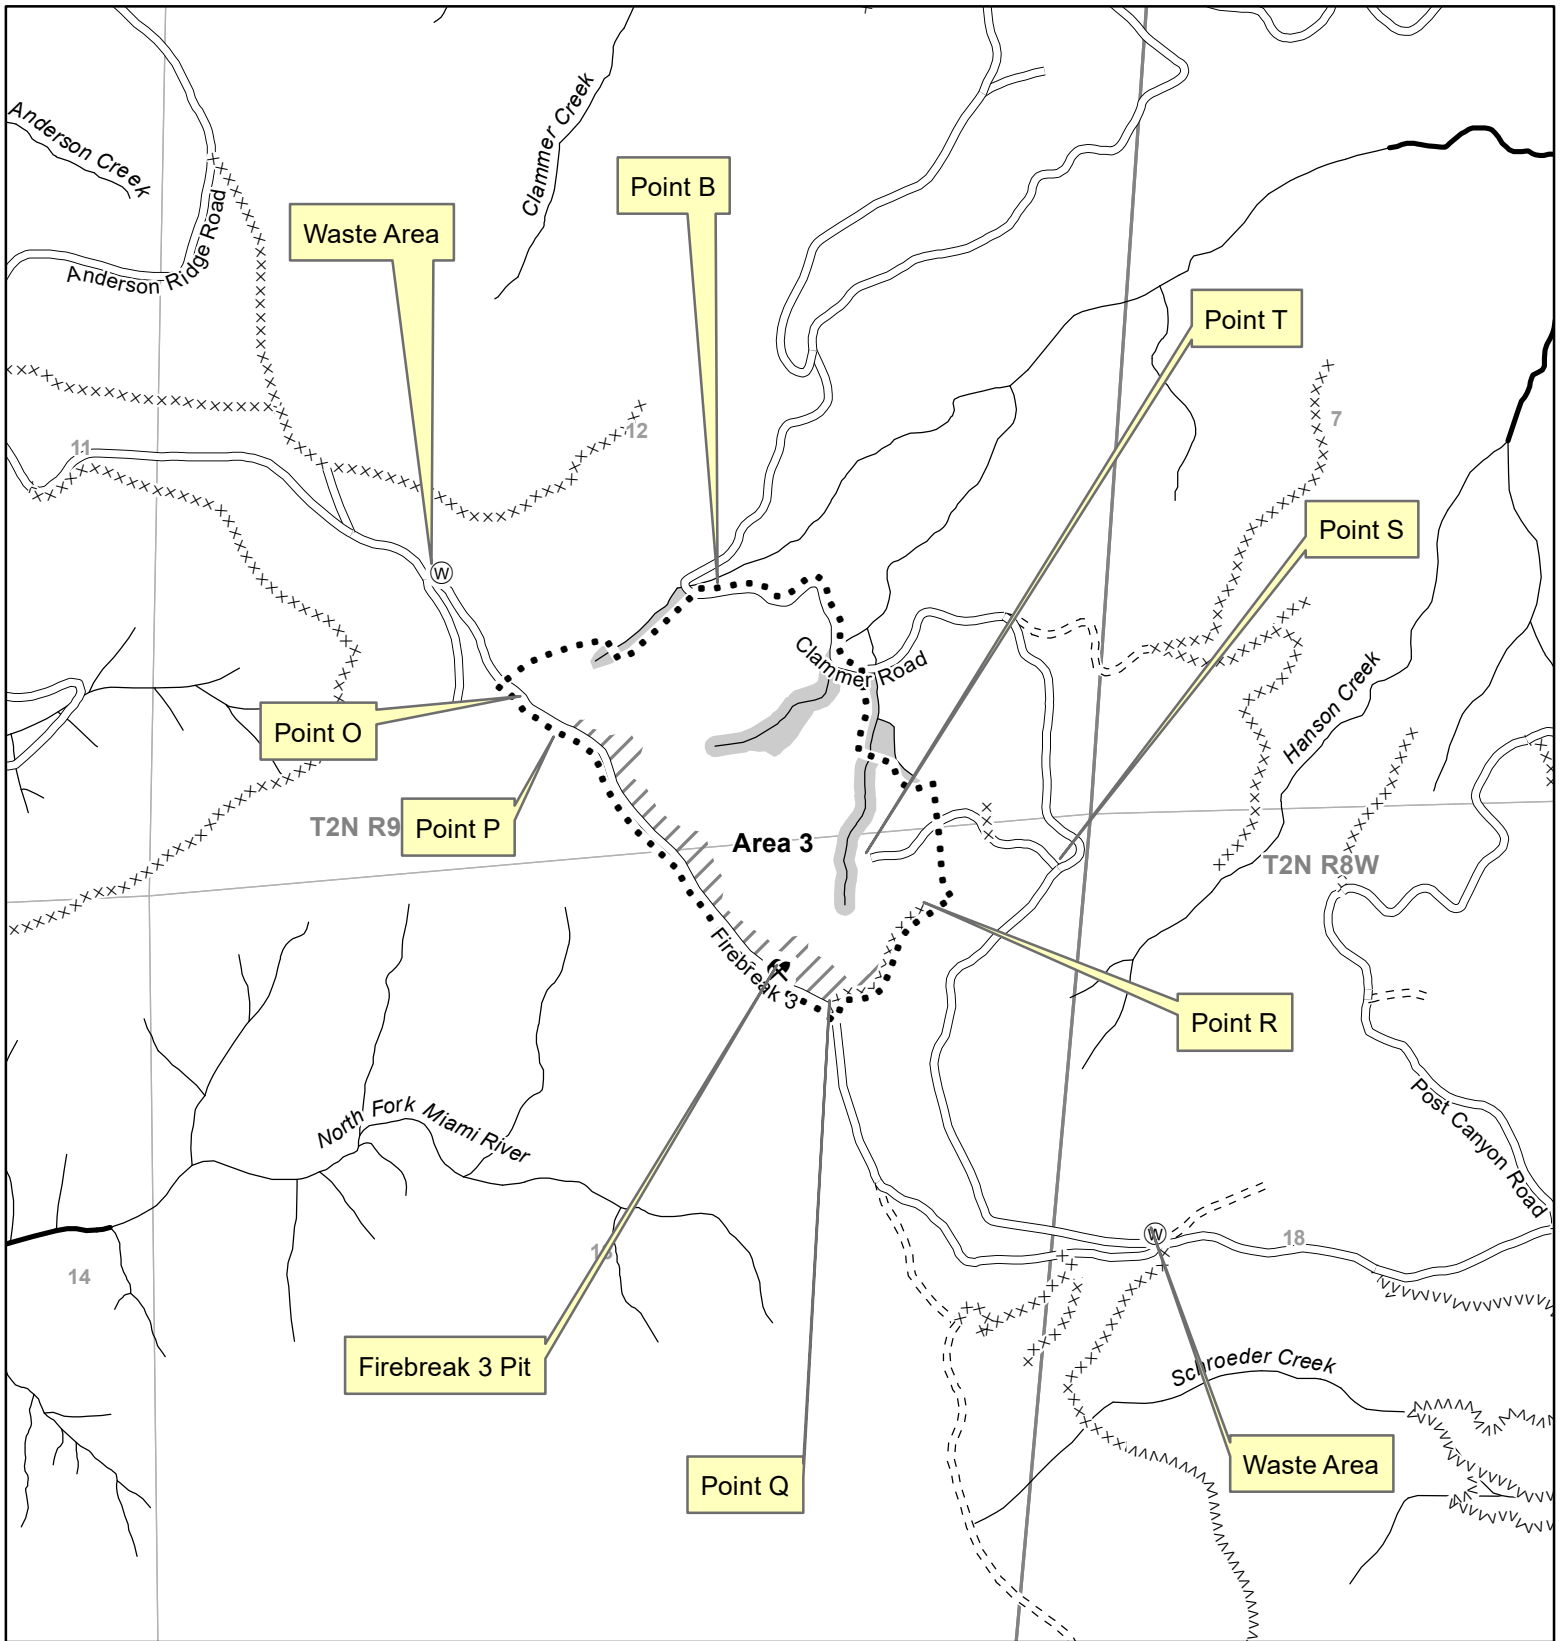 Anderson Creek
Clammer Creek
Point B
Anderson Ridge Road
Waste Area
Point T
11
12
7
Point S
W
Clammer Road
Hanson Creek
Point O
T2N R9
Point P
Area 3
T2N R8W
Firebreak 3
Point R
North Fork Miami River
Post Canyon Road
W
18
14
Firebreak 3 Pit
Schroeder Creek
Waste Area
Point Q